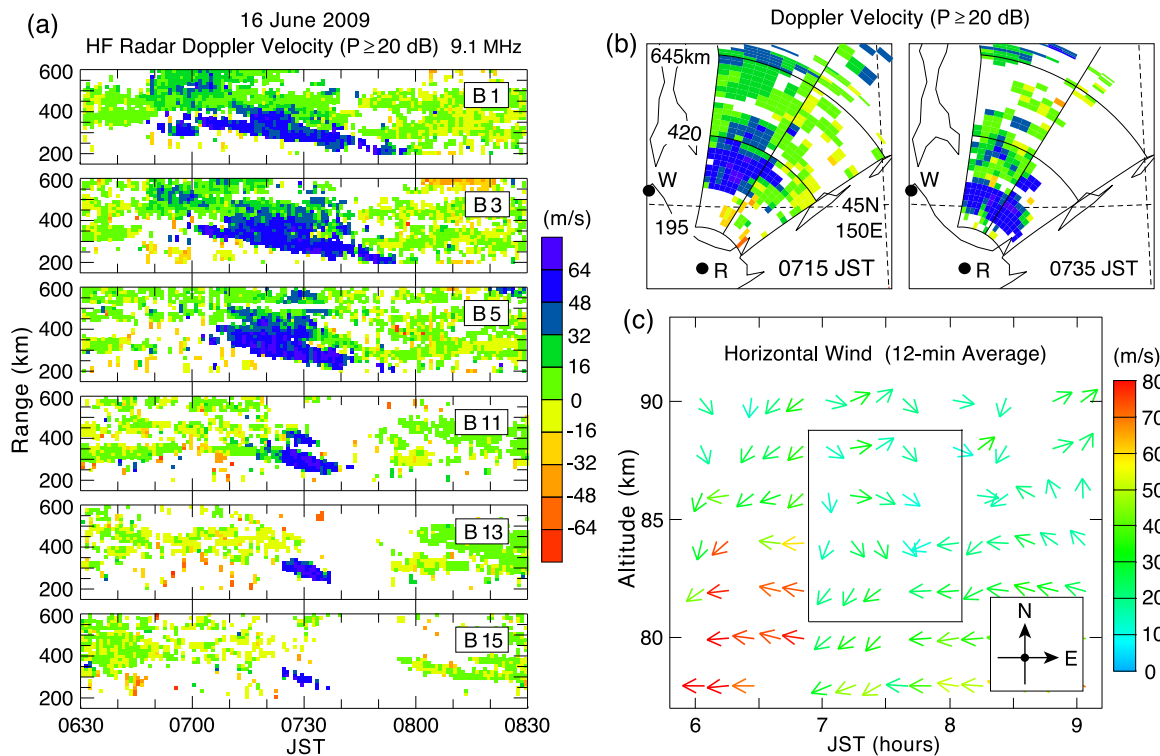 16 June 2009
(a)
HF Radar Doppler Velocity (P ≥ 20 dB) 9.1 MHz
600
400
200
B 1
600
400
200
B 3
600
400
200
B 5
600
400
200
B 11
600
400
200
B 13
600
400
200
B 15
Range (km)
0630 0700 0730 0800 0830
JST
(m/s)
64
48
32
16
0
-16
-32
-48
-64
Doppler Velocity (P ≥ 20 dB)
(b)
645km
420
W
195
45N
150E
R
0715 JST
W
R
0735 JST
(c)
Horizontal Wind (12-min Average)
90
85
80
Altitude (km)
N
E
6 7 8 9
JST (hours)
(m/s)
80
70
60
50
40
30
20
10
0